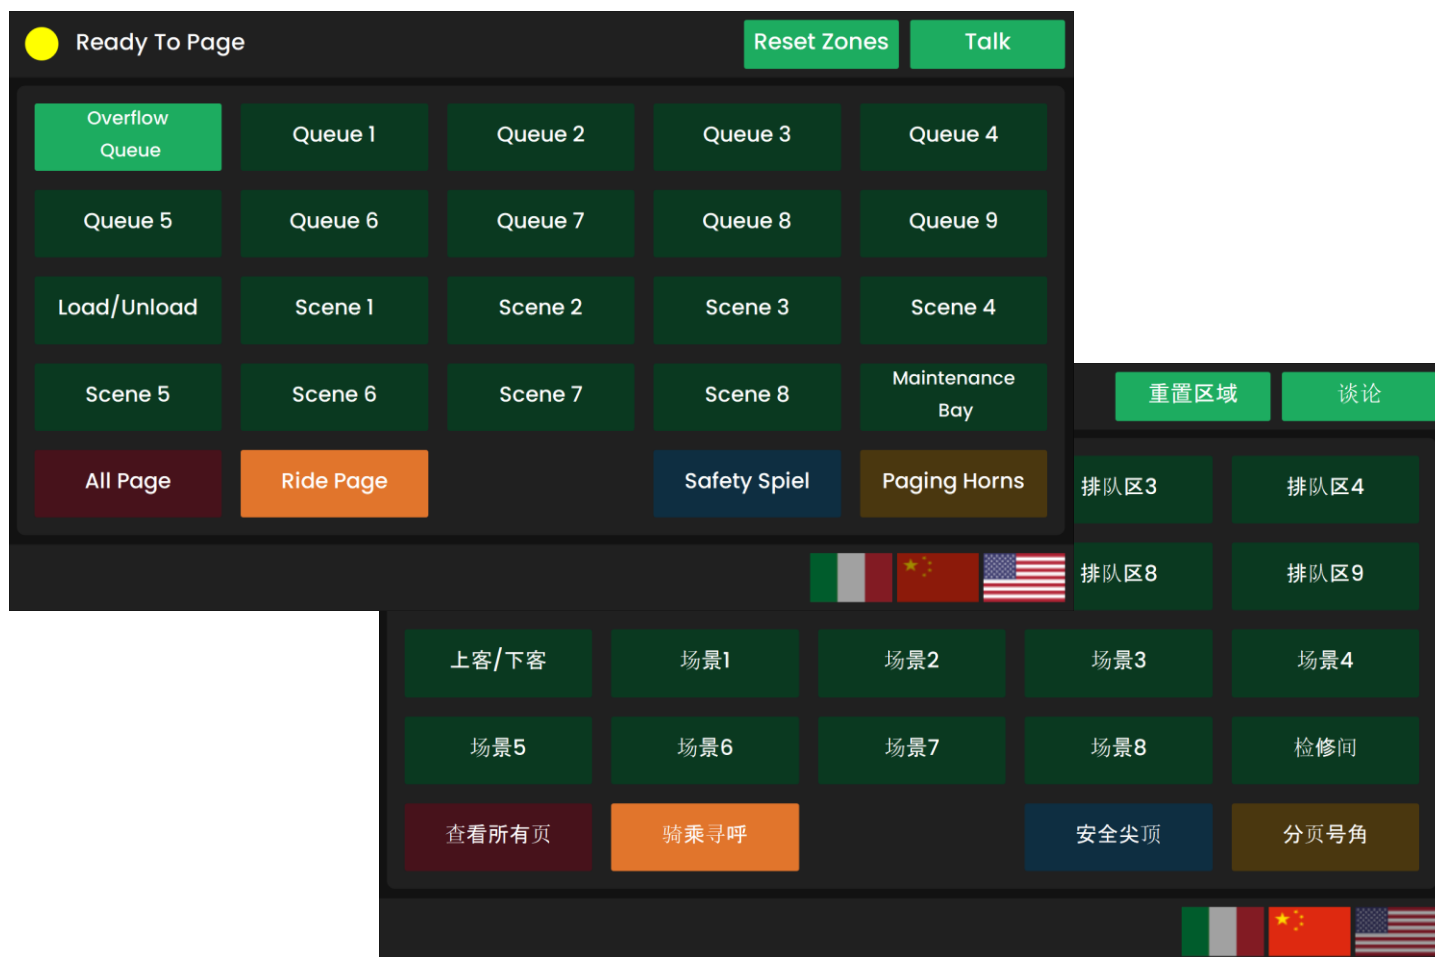 Ready To Page
Reset Zones
Talk
Overflow
Queue
Queue 1
Queue 2
Queue 3
Queue 4
Queue 5
Queue 6
Queue 7
Queue 8
Queue 9
Load/Unload
Scene 1
Scene 2
Scene 3
Scene 4
Scene 5
Scene 6
Scene 7
Scene 8
Maintenance
Bay
All Page
Ride Page
Safety Spiel
Paging Horns
重置区域
谈论
排队区3
排队区4
排队区8
排队区9
上客/下客
场景1
场景2
场景3
场景4
场景5
场景6
场景7
场景8
检修间
查看所有页
骑乘寻呼
安全尖顶
分页号角